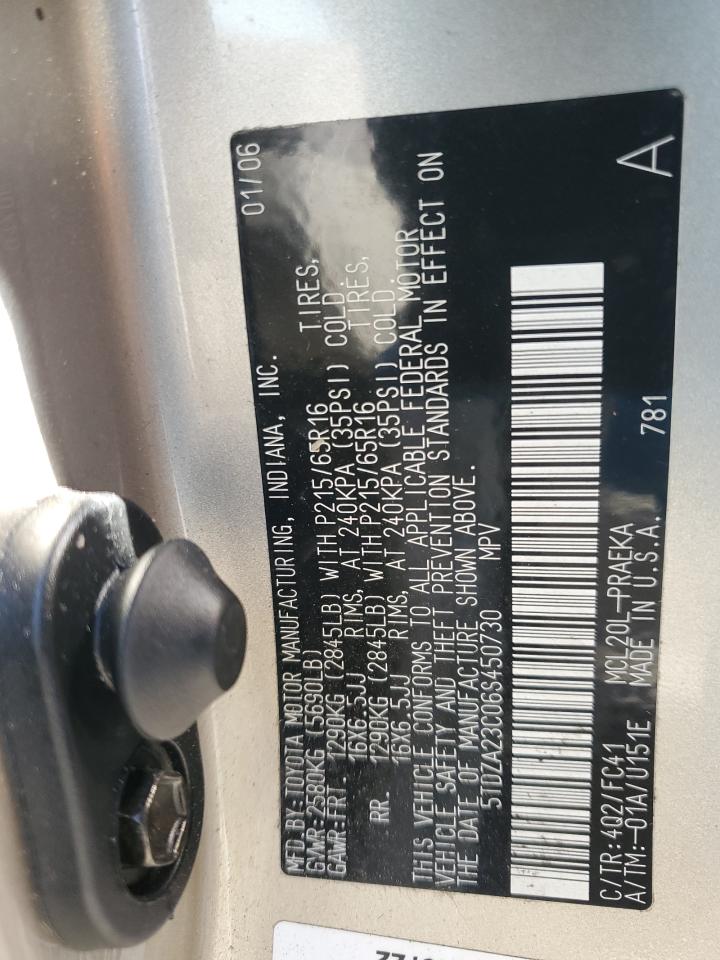 MFD.BY:TOYOTA MOTOR MANUFACTURING, INDIANA, INC. 01/06
GVWR:2580KG (5690LB)
GAWR:FRT. 1290KG (2845LB) WITH P215/65R16 TIRES,
16X6.5JJ RIMS, AT 240KPA (35PSI) COLD.
RR. 1290KG (2845LB) WITH P215/65R16 TIRES,
16X6.5JJ RIMS, AT 240KPA (35PSI) COLD.
THIS VEHICLE CONFORMS TO ALL APPLICABLE FEDERAL MOTOR
VEHICLE SAFETY AND THEFT PREVENTION STANDARDS IN EFFECT ON
THE DATE OF MANUFACTURE SHOWN ABOVE.
5TDZA23C06S450730 MPV
C/TR:4Q2/FC41 MCL20L-PRAEKA 781 A
A/TM:-01A/U151E MADE IN U.S.A.